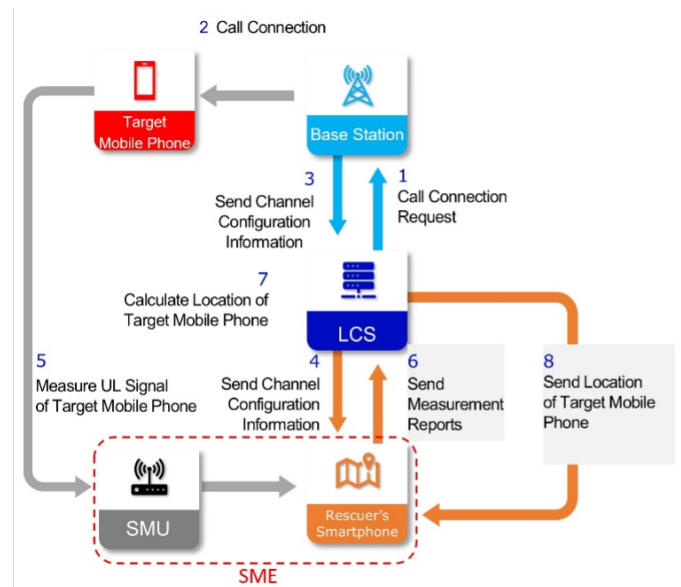 2 Call Connection
Target
Mobile Phone
Base Station
3
Send Channel
Configuration
Information
1
Call Connection
Request
7
Calculate Location of
Target Mobile Phone
LCS
5
Measure UL Signal
of Target Mobile Phone
4
Send Channel
Configuration
Information
6
Send
Measurement
Reports
8
Send Location
of Target Mobile
Phone
SMU
Rescuer's
Smartphone
SME